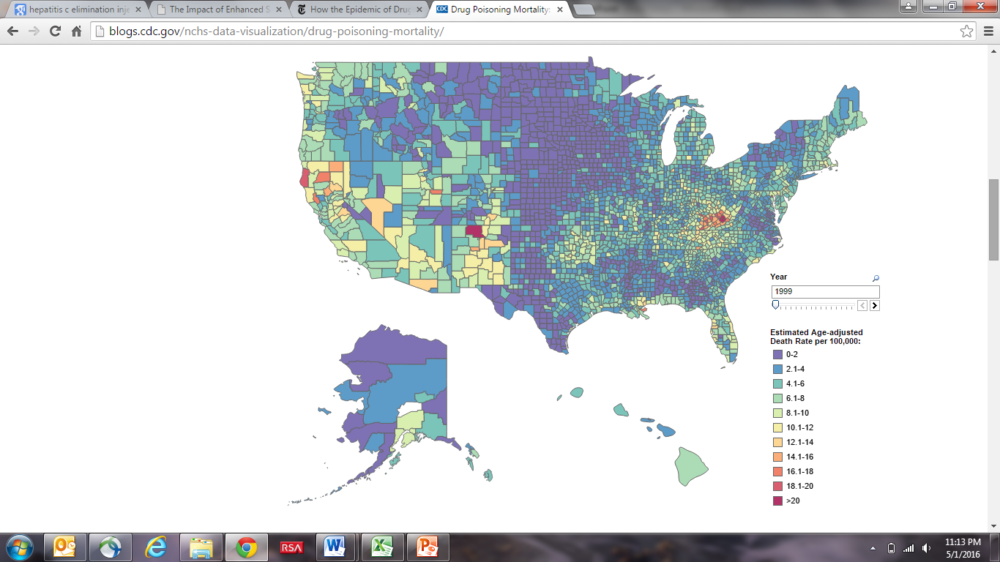 hepatitis c elimination inje
The Impact of Enhanced S
How the Epidemic of Drug
CDC Drug Poisoning Mortality:
blogs.cdc.gov/nchs-data-visualization/drug-poisoning-mortality/
Year
1999
Estimated Age-adjusted
Death Rate per 100,000:
0-2
2.1-4
4.1-6
6.1-8
8.1-10
10.1-12
12.1-14
14.1-16
16.1-18
18.1-20
>20
RSA
11:13 PM
5/1/2016